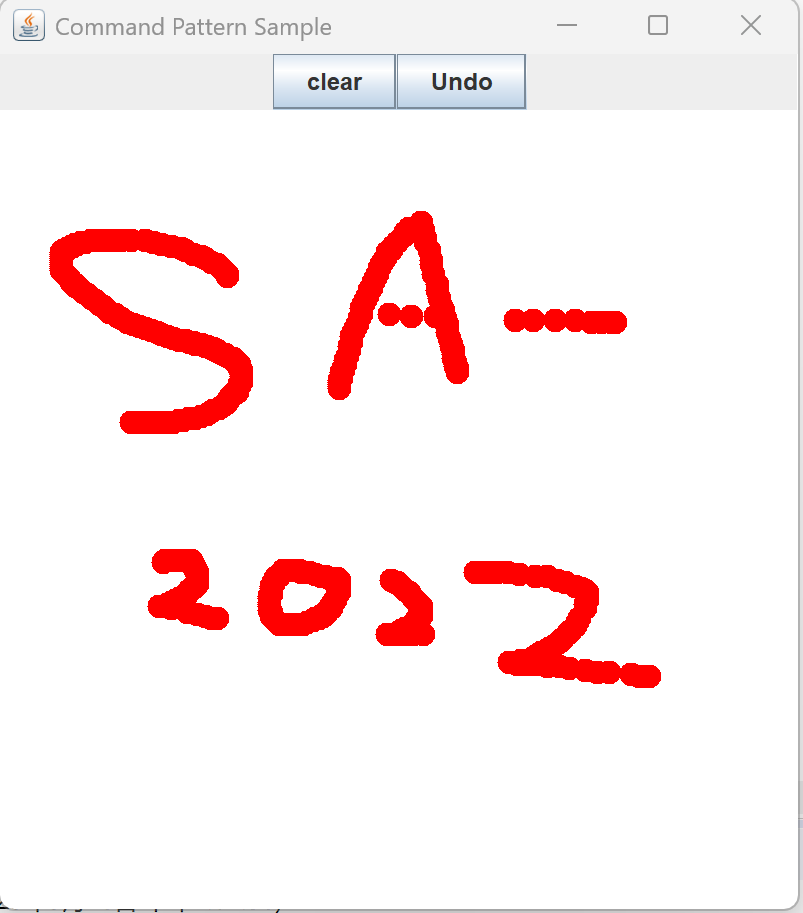 Command Pattern Sample
clear Undo
SA-
2022